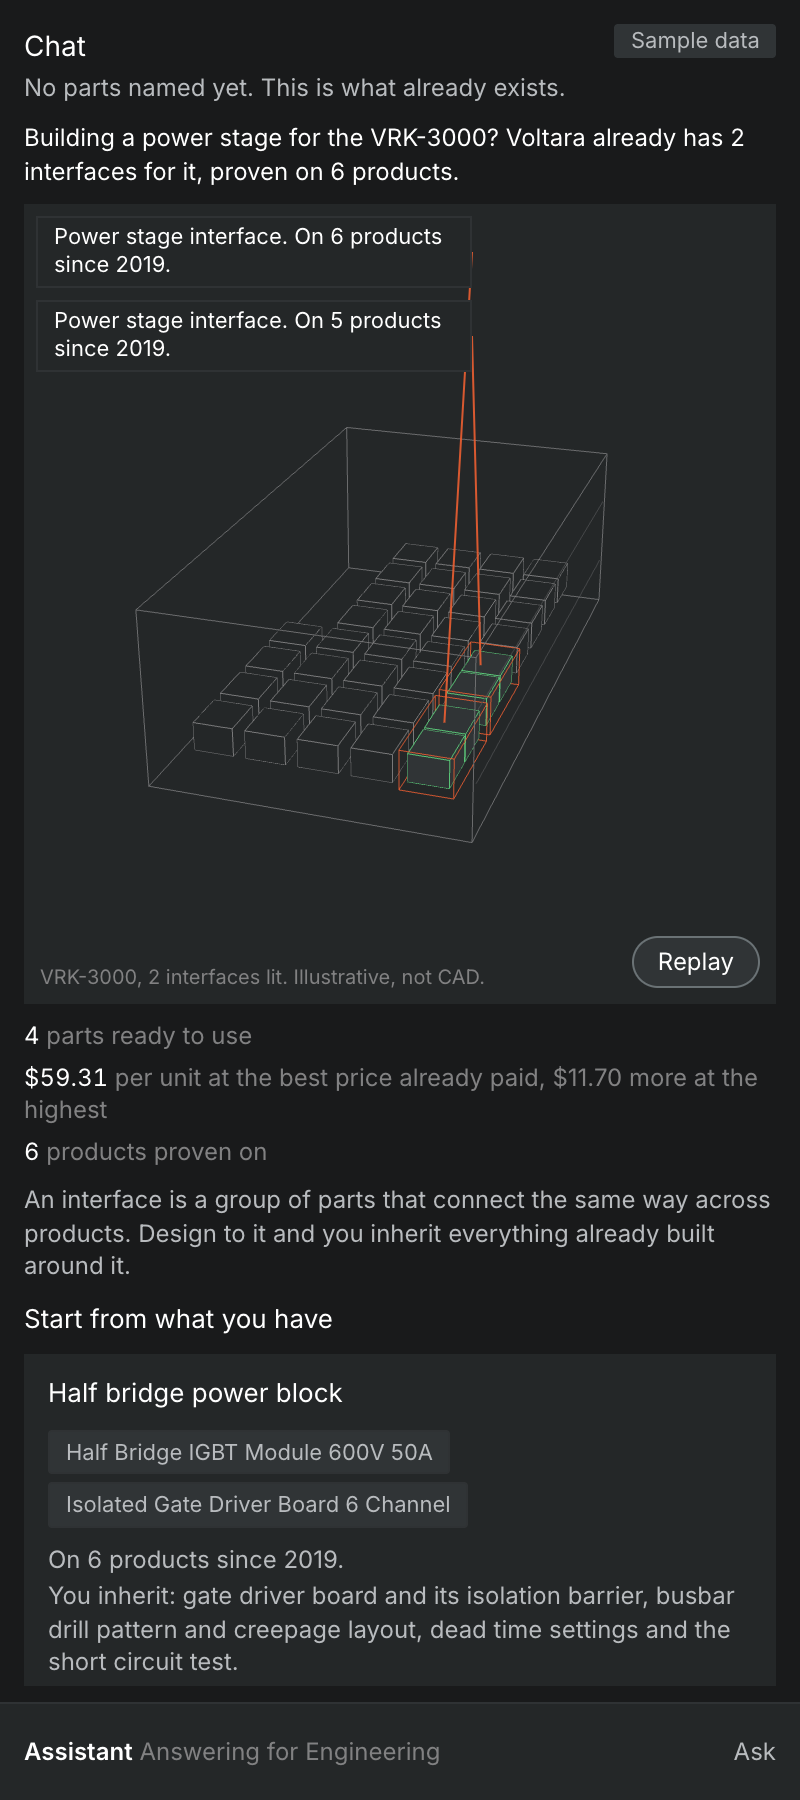 Chat
Sample data
No parts named yet. This is what already exists.
Building a power stage for the VRK-3000? Voltara already has 2
interfaces for it, proven on 6 products.
Power stage interface. On 6 products
since 2019.
Power stage interface. On 5 products
since 2019.
VRK-3000, 2 interfaces lit. Illustrative, not CAD.
Replay
4 parts ready to use
$59.31 per unit at the best price already paid, $11.70 more at the
highest
6 products proven on
An interface is a group of parts that connect the same way across
products. Design to it and you inherit everything already built
around it.
Start from what you have
Half bridge power block
Half Bridge IGBT Module 600V 50A
Isolated Gate Driver Board 6 Channel
On 6 products since 2019.
You inherit: gate driver board and its isolation barrier, busbar
drill pattern and creepage layout, dead time settings and the
short circuit test.
Assistant Answering for Engineering
Ask